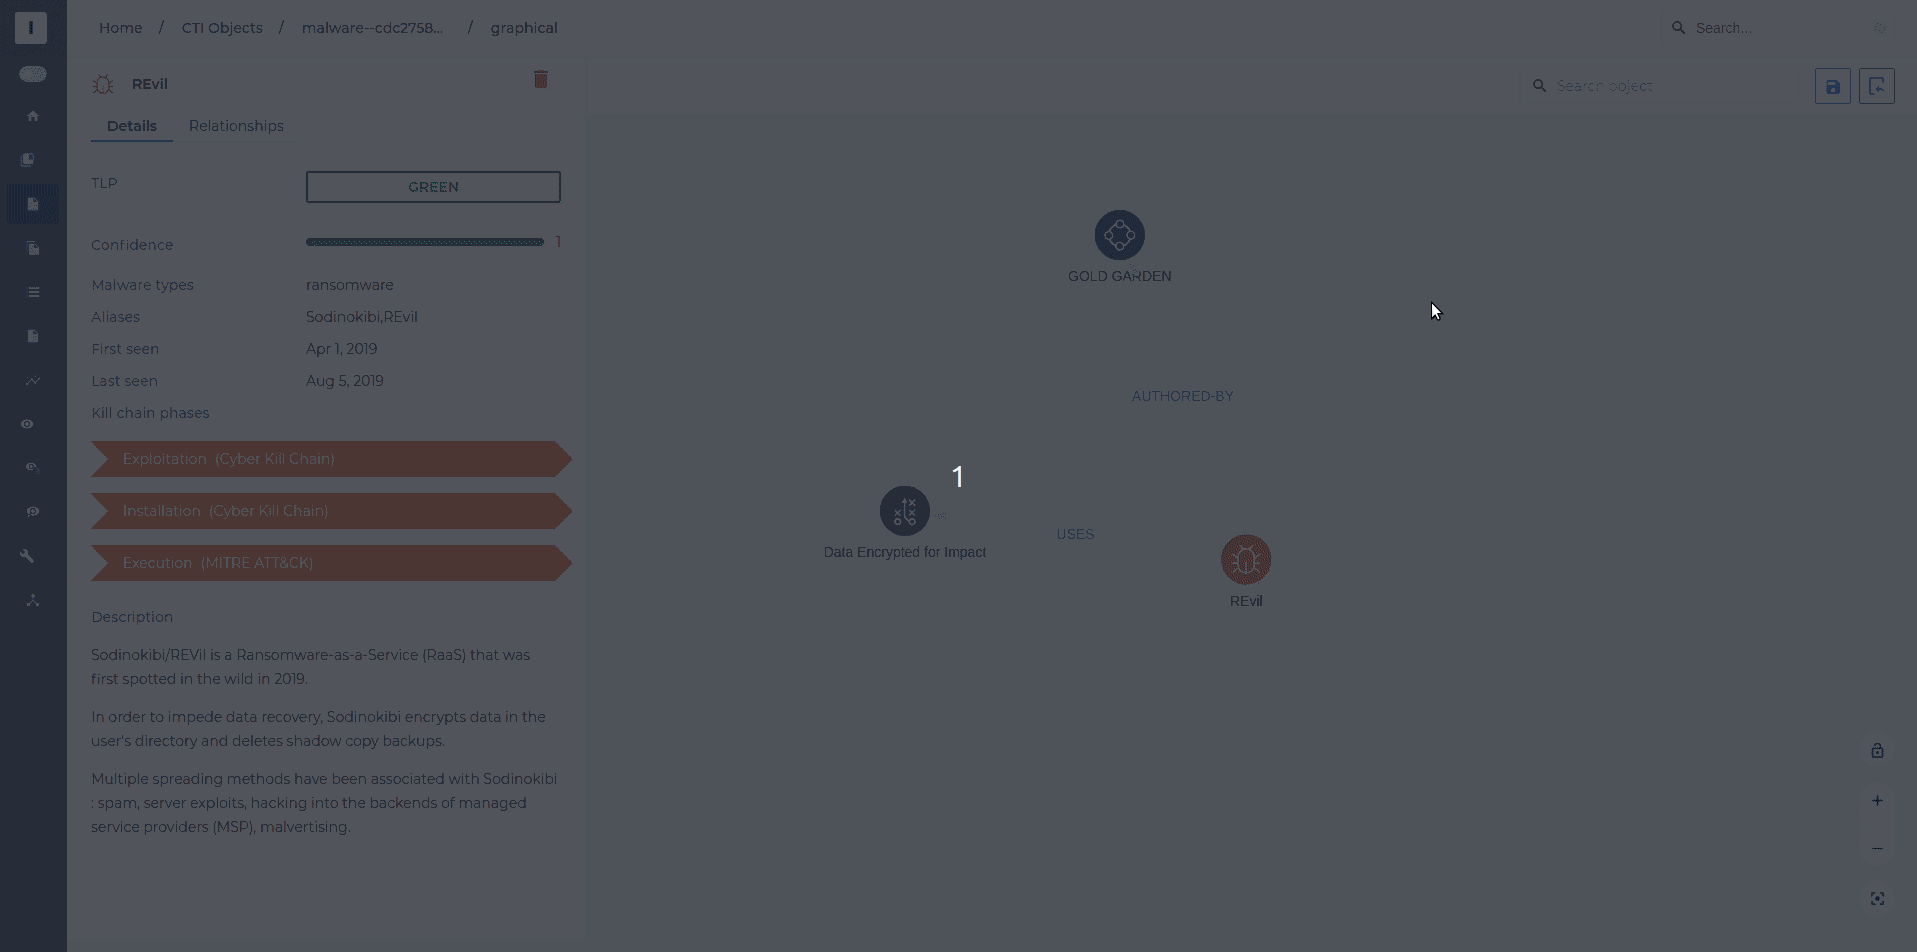 I
Home / CTI Objects / malware--cdc2758... / graphical
Search...
REvil
Search object
Details Relationships
TLP GREEN
Confidence 1
Malware types ransomware
Aliases Sodinokibi,REvil
First seen Apr 1, 2019
Last seen Aug 5, 2019
Kill chain phases
Exploitation (Cyber Kill Chain)
Installation (Cyber Kill Chain)
Execution (MITRE ATT&CK)
Description
Sodinokibi/REVil is a Ransomware-as-a-Service (RaaS) that was
first spotted in the wild in 2019.
In order to impede data recovery, Sodinokibi encrypts data in the
user's directory and deletes shadow copy backups.
Multiple spreading methods have been associated with Sodinokibi
: spam, server exploits, hacking into the backends of managed
service providers (MSP), malvertising.
GOLD GARDEN
AUTHORED-BY
1
Data Encrypted for Impact
USES
REvil